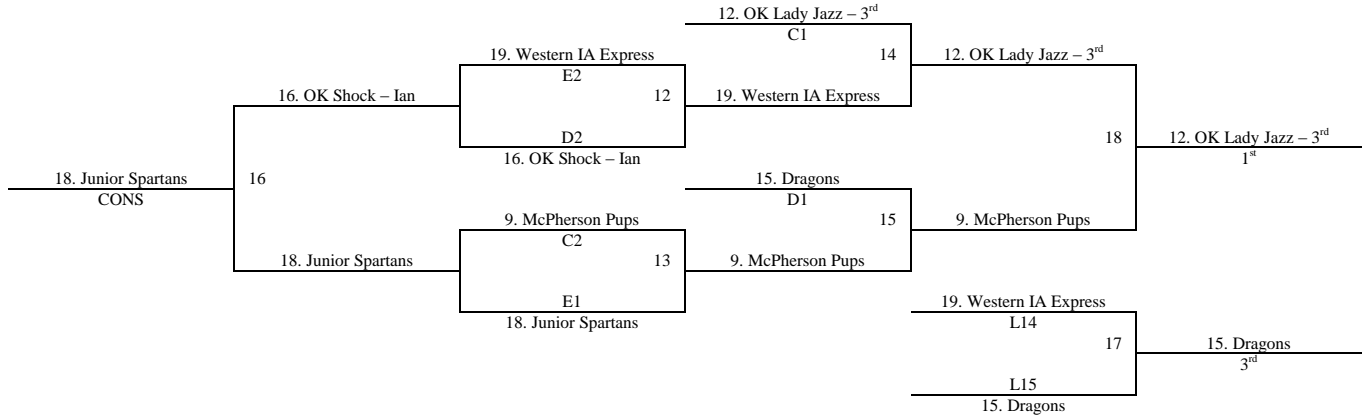 12. OK Lady Jazz – 3rd
C1
14
12. OK Lady Jazz – 3rd
19. Western IA Express
E2
12
19. Western IA Express
16. OK Shock – Ian
D2
16. OK Shock – Ian
18
12. OK Lady Jazz – 3rd
1st
18. Junior Spartans
CONS
16
15. Dragons
D1
15
9. McPherson Pups
9. McPherson Pups
C2
13
9. McPherson Pups
18. Junior Spartans
E1
18. Junior Spartans
19. Western IA Express
L14
17
15. Dragons
3rd
L15
15. Dragons